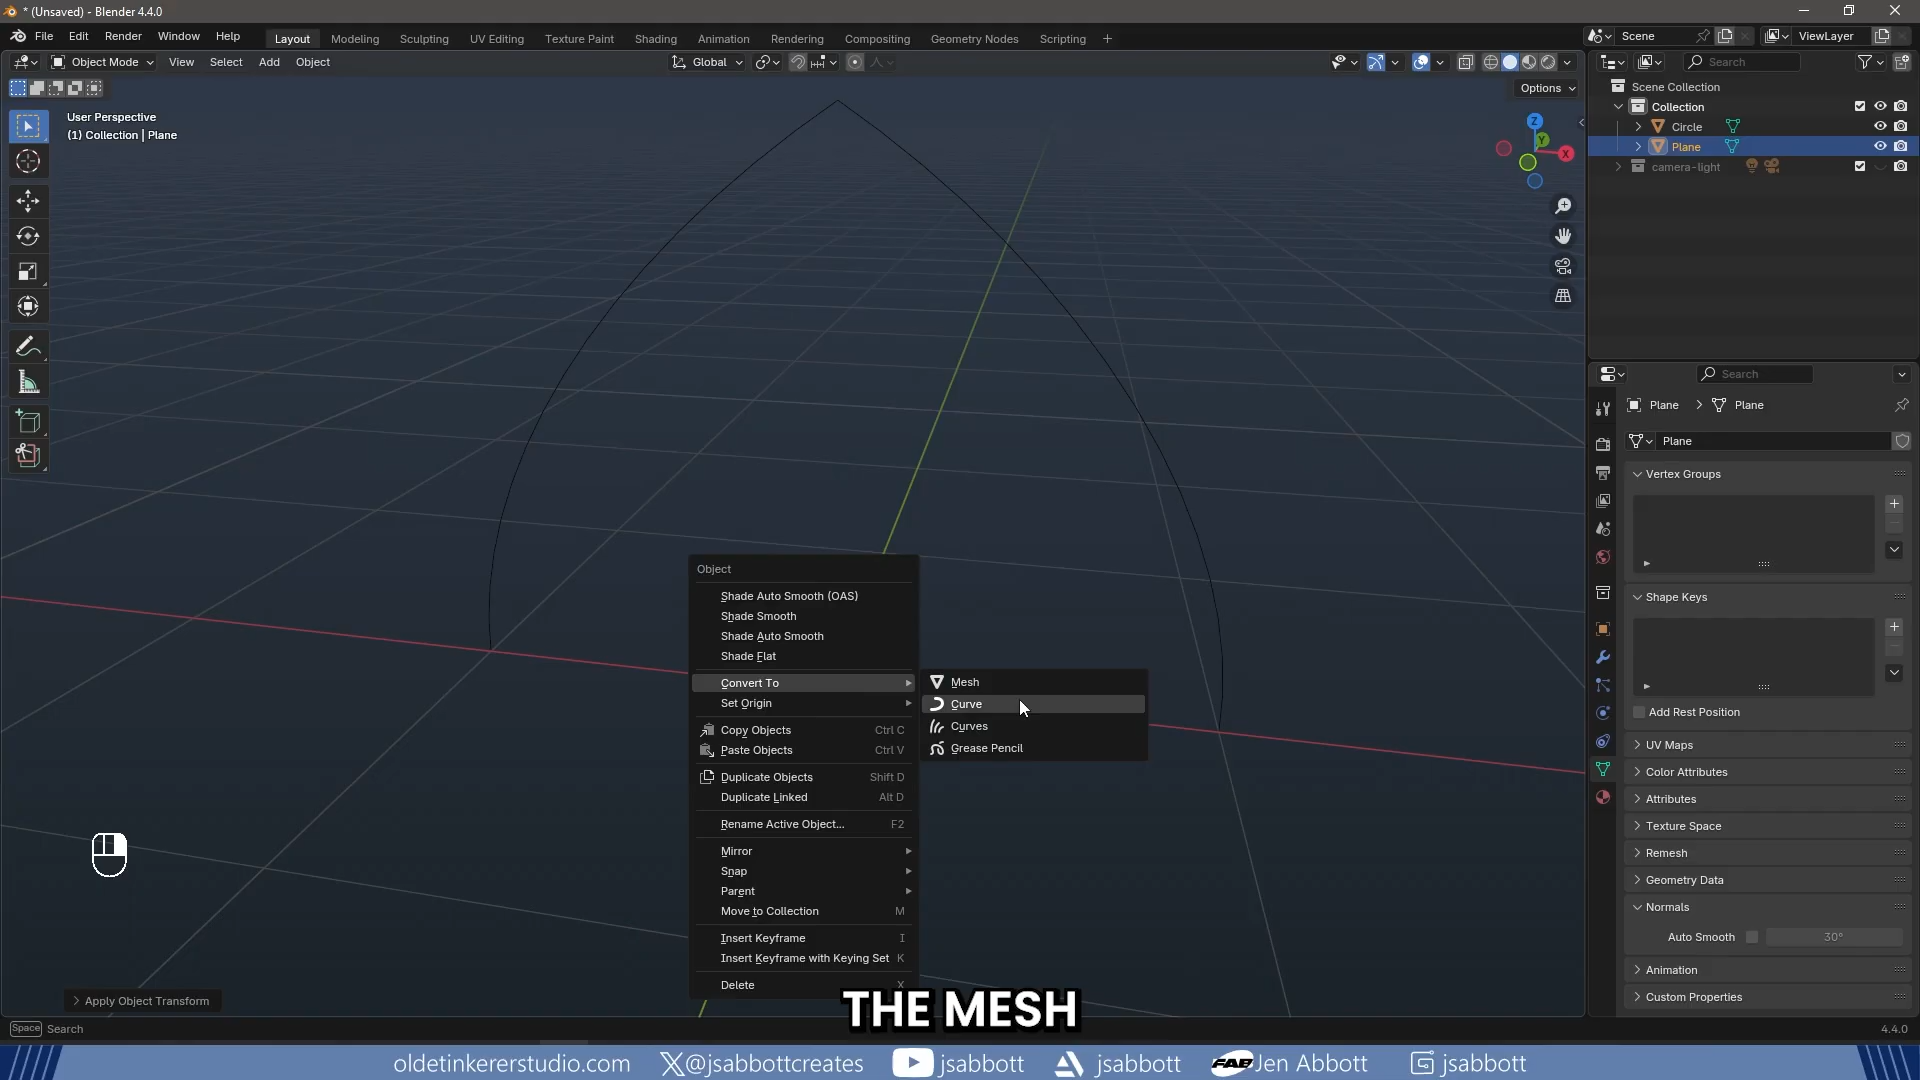 * (Unsaved) - Blender 4.4.0
File Edit Render Window Help
Layout Modeling Sculpting UV Editing Texture Paint Shading Animation Rendering Compositing Geometry Nodes Scripting +
Scene
ViewLayer
Object Mode View Select Add Object
Global
Options
User Perspective
(1) Collection | Plane
Z
Y
X
Search
Scene Collection
Collection
Circle
Plane
camera-light
Search
Plane > Plane
Plane
Vertex Groups
Shape Keys
Add Rest Position
UV Maps
Color Attributes
Attributes
Texture Space
Remesh
Geometry Data
Normals
Auto Smooth 30°
Animation
Custom Properties
Object
Shade Auto Smooth (OAS)
Shade Smooth
Shade Auto Smooth
Shade Flat
Convert To
Set Origin
Copy Objects Ctrl C
Paste Objects Ctrl V
Duplicate Objects Shift D
Duplicate Linked Alt D
Rename Active Object... F2
Mirror
Snap
Parent
Move to Collection M
Insert Keyframe I
Insert Keyframe with Keying Set K
Delete X
Mesh
Curve
Curves
Grease Pencil
Apply Object Transform
THE MESH
Space Search
4.4.0
oldetinkererstudio.com @jsabbottcreates jsabbott jsabbott FAB Jen Abbott jsabbott